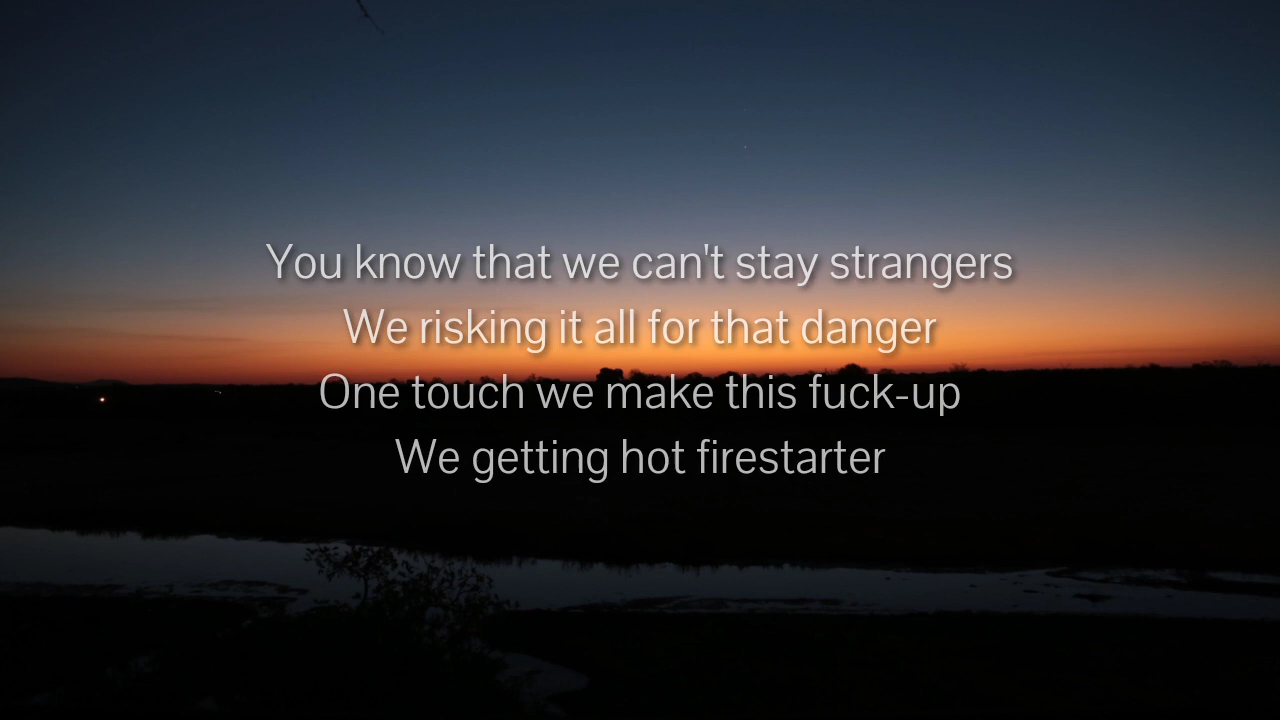 You know that we can't stay strangers
We risking it all for that danger
One touch we make this fuck-up
We getting hot firestarter